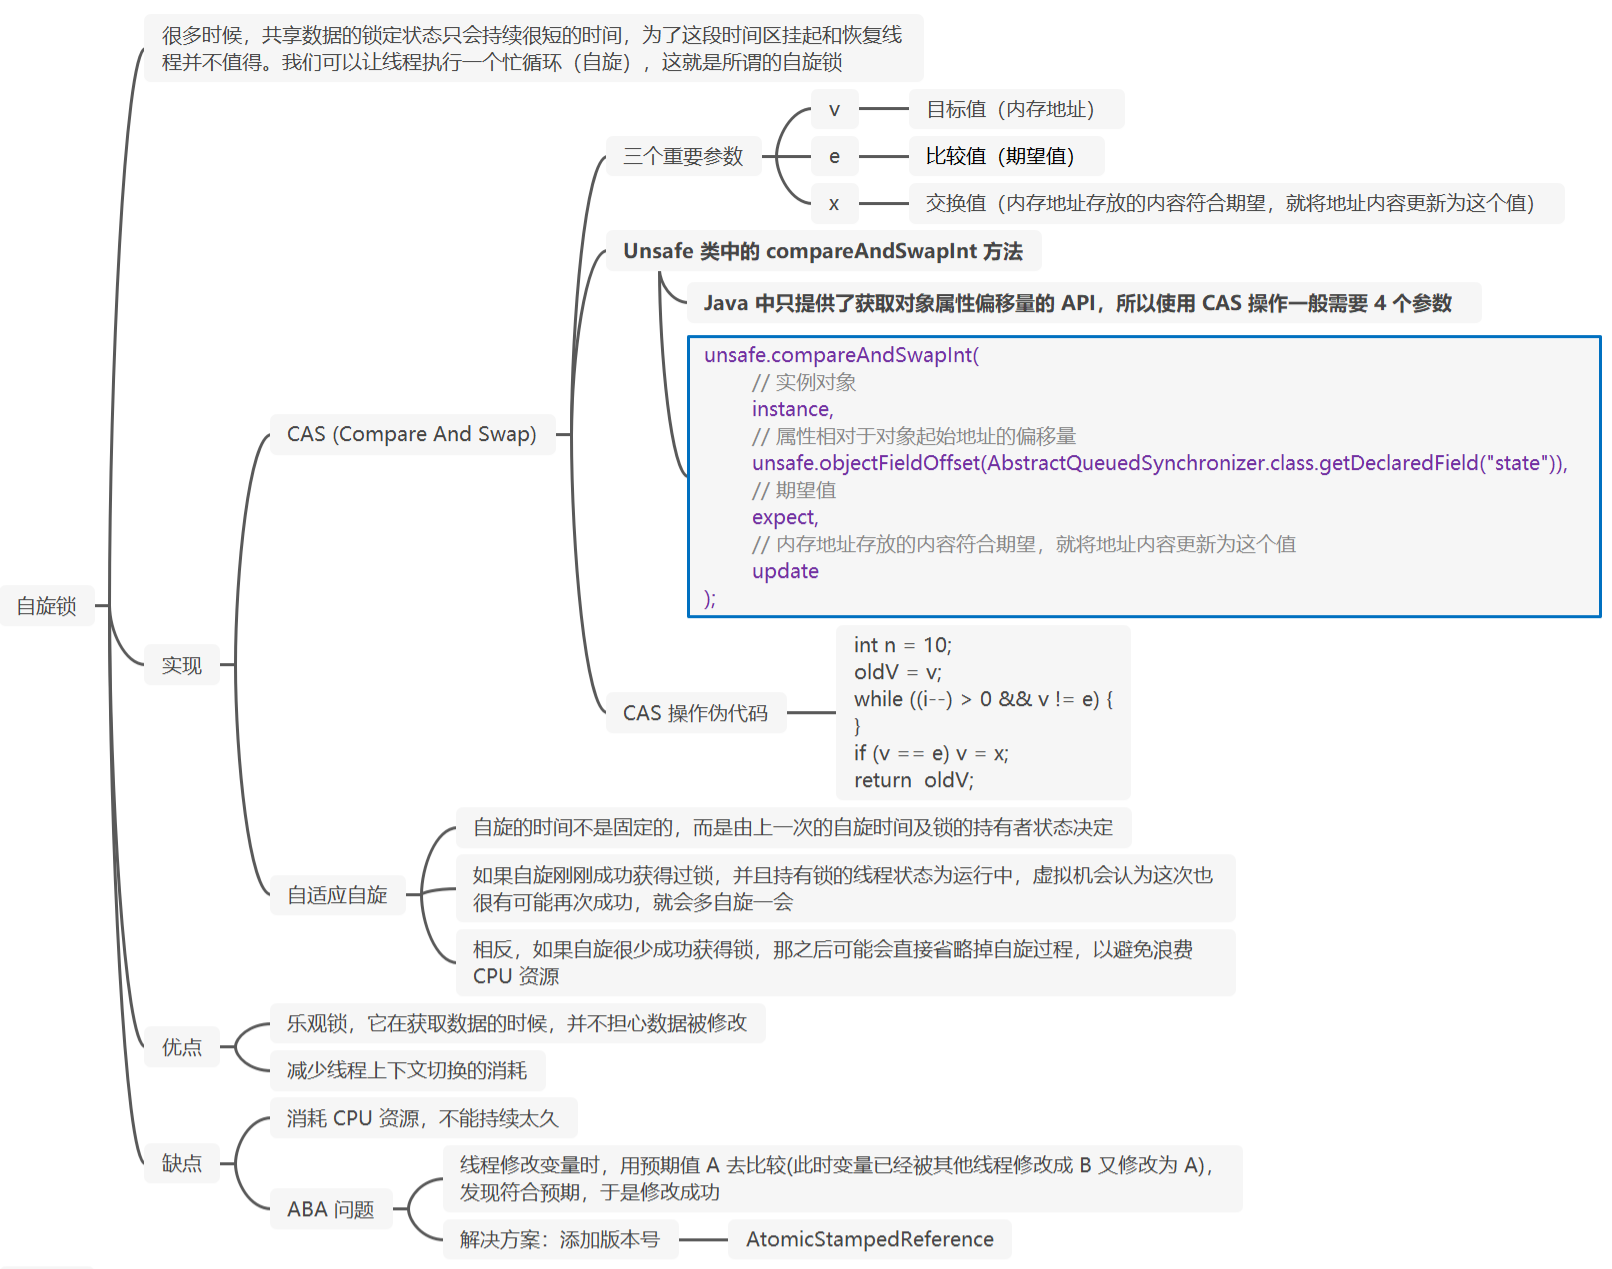 自旋锁
很多时候，共享数据的锁定状态只会持续很短的时间，为了这段时间区挂起和恢复线
程并不值得。我们可以让线程执行一个忙循环（自旋），这就是所谓的自旋锁
实现
CAS (Compare And Swap)
三个重要参数
v
目标值（内存地址）
e
比较值（期望值）
x
交换值（内存地址存放的内容符合期望，就将地址内容更新为这个值）
Unsafe 类中的 compareAndSwapInt 方法
Java 中只提供了获取对象属性偏移量的 API，所以使用 CAS 操作一般需要 4 个参数
unsafe.compareAndSwapInt(
// 实例对象
instance,
// 属性相对于对象起始地址的偏移量
unsafe.objectFieldOffset(AbstractQueuedSynchronizer.class.getDeclaredField("state")),
// 期望值
expect,
// 内存地址存放的内容符合期望，就将地址内容更新为这个值
update
);
CAS 操作伪代码
int n = 10;
oldV = v;
while ((i--) > 0 && v != e) {
}
if (v == e) v = x;
return  oldV;
自适应自旋
自旋的时间不是固定的，而是由上一次的自旋时间及锁的持有者状态决定
如果自旋刚刚成功获得过锁，并且持有锁的线程状态为运行中，虚拟机会认为这次也
很有可能再次成功，就会多自旋一会
相反，如果自旋很少成功获得锁，那之后可能会直接省略掉自旋过程，以避免浪费
CPU 资源
优点
乐观锁，它在获取数据的时候，并不担心数据被修改
减少线程上下文切换的消耗
缺点
消耗 CPU 资源，不能持续太久
ABA 问题
线程修改变量时，用预期值 A 去比较(此时变量已经被其他线程修改成 B 又修改为 A)，
发现符合预期，于是修改成功
解决方案：添加版本号
AtomicStampedReference